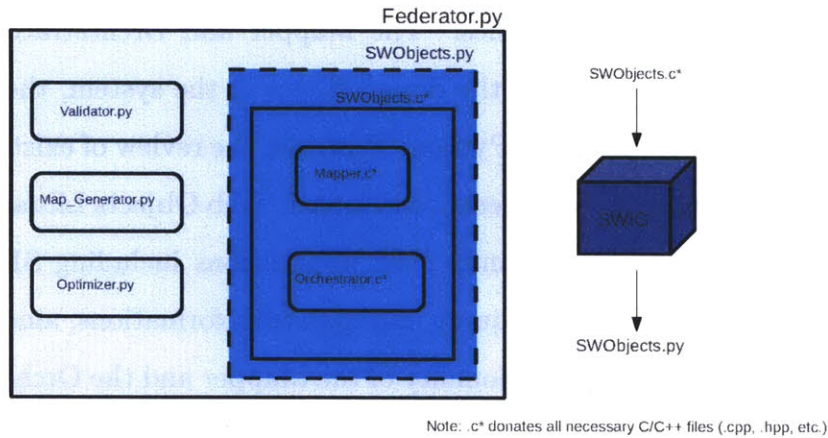 Federator.py
SWObjects.py
SWObjects.c*
SWObjects.c*
Validator.py
Mapper.c*
Map_Generator.py
SWIG
Orchestrator.c*
Optimizer.py
SWObjects.py
Note: .c* donates all necessary C/C++ files (.cpp, .hpp, etc.)